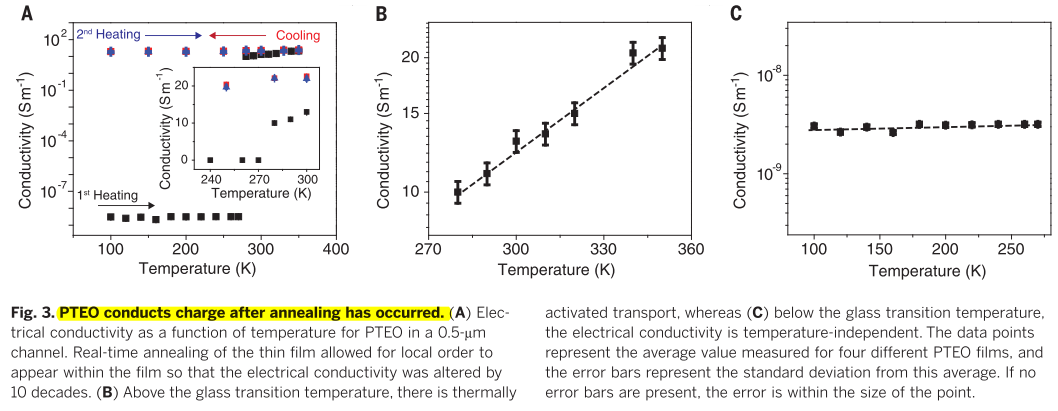 A
B
C
2nd Heating
Cooling
10²
10⁻¹
10⁻⁴
10⁻⁷
Conductivity (S m⁻¹)
1st Heating
100
200
300
400
Temperature (K)
20
10
0
Conductivity (S m⁻¹)
240
270
300
Temperature (K)
20
15
10
Conductivity (S m⁻¹)
270
300
330
360
Temperature (K)
10⁻⁸
10⁻⁹
Conductivity (S m⁻¹)
100
150
200
250
Temperature (K)
Fig. 3. PTEO conducts charge after annealing has occurred. (A) Elec-
trical conductivity as a function of temperature for PTEO in a 0.5-μm
channel. Real-time annealing of the thin film allowed for local order to
appear within the film so that the electrical conductivity was altered by
10 decades. (B) Above the glass transition temperature, there is thermally
activated transport, whereas (C) below the glass transition temperature,
the electrical conductivity is temperature-independent. The data points
represent the average value measured for four different PTEO films, and
the error bars represent the standard deviation from this average. If no
error bars are present, the error is within the size of the point.